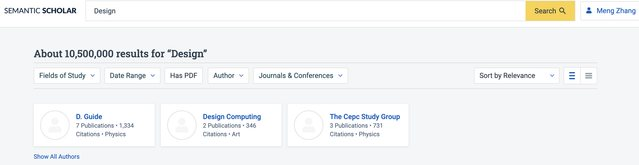 SEMANTIC SCHOLAR Design Search Meng Zhang
About 10,500,000 results for “Design”
Fields of Study Date Range Has PDF Author Journals & Conferences Sort by Relevance
D. Guide
7 Publications • 1,334
Citations • Physics
Design Computing
2 Publications • 346
Citations • Art
The Cepc Study Group
3 Publications • 731
Citations • Physics
Show All Authors